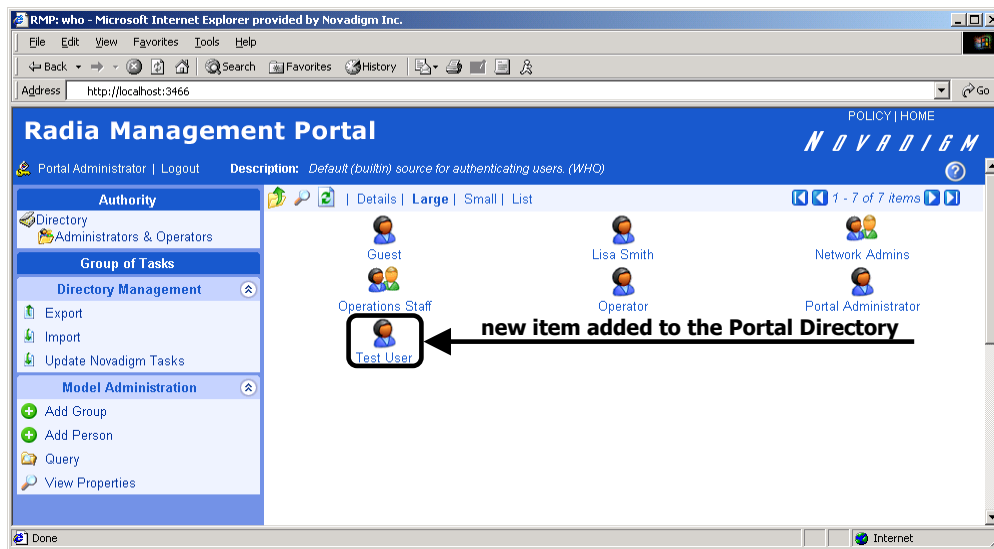 RMP: who - Microsoft Internet Explorer provided by Novadigm Inc.
File Edit View Favorites Tools Help
Back Search Favorites History
Address http://localhost:3466 Go
POLICY | HOME
Radia Management Portal
NOVADIGM
Portal Administrator | Logout Description: Default (builtin) source for authenticating users. (WHO)
Authority
Directory
Administrators & Operators
Group of Tasks
Directory Management
Export
Import
Update Novadigm Tasks
Model Administration
Add Group
Add Person
Query
View Properties
| Details | Large | Small | List 1 - 7 of 7 items
Guest Lisa Smith Network Admins
Operations Staff Operator Portal Administrator
Test User
new item added to the Portal Directory
Done Internet